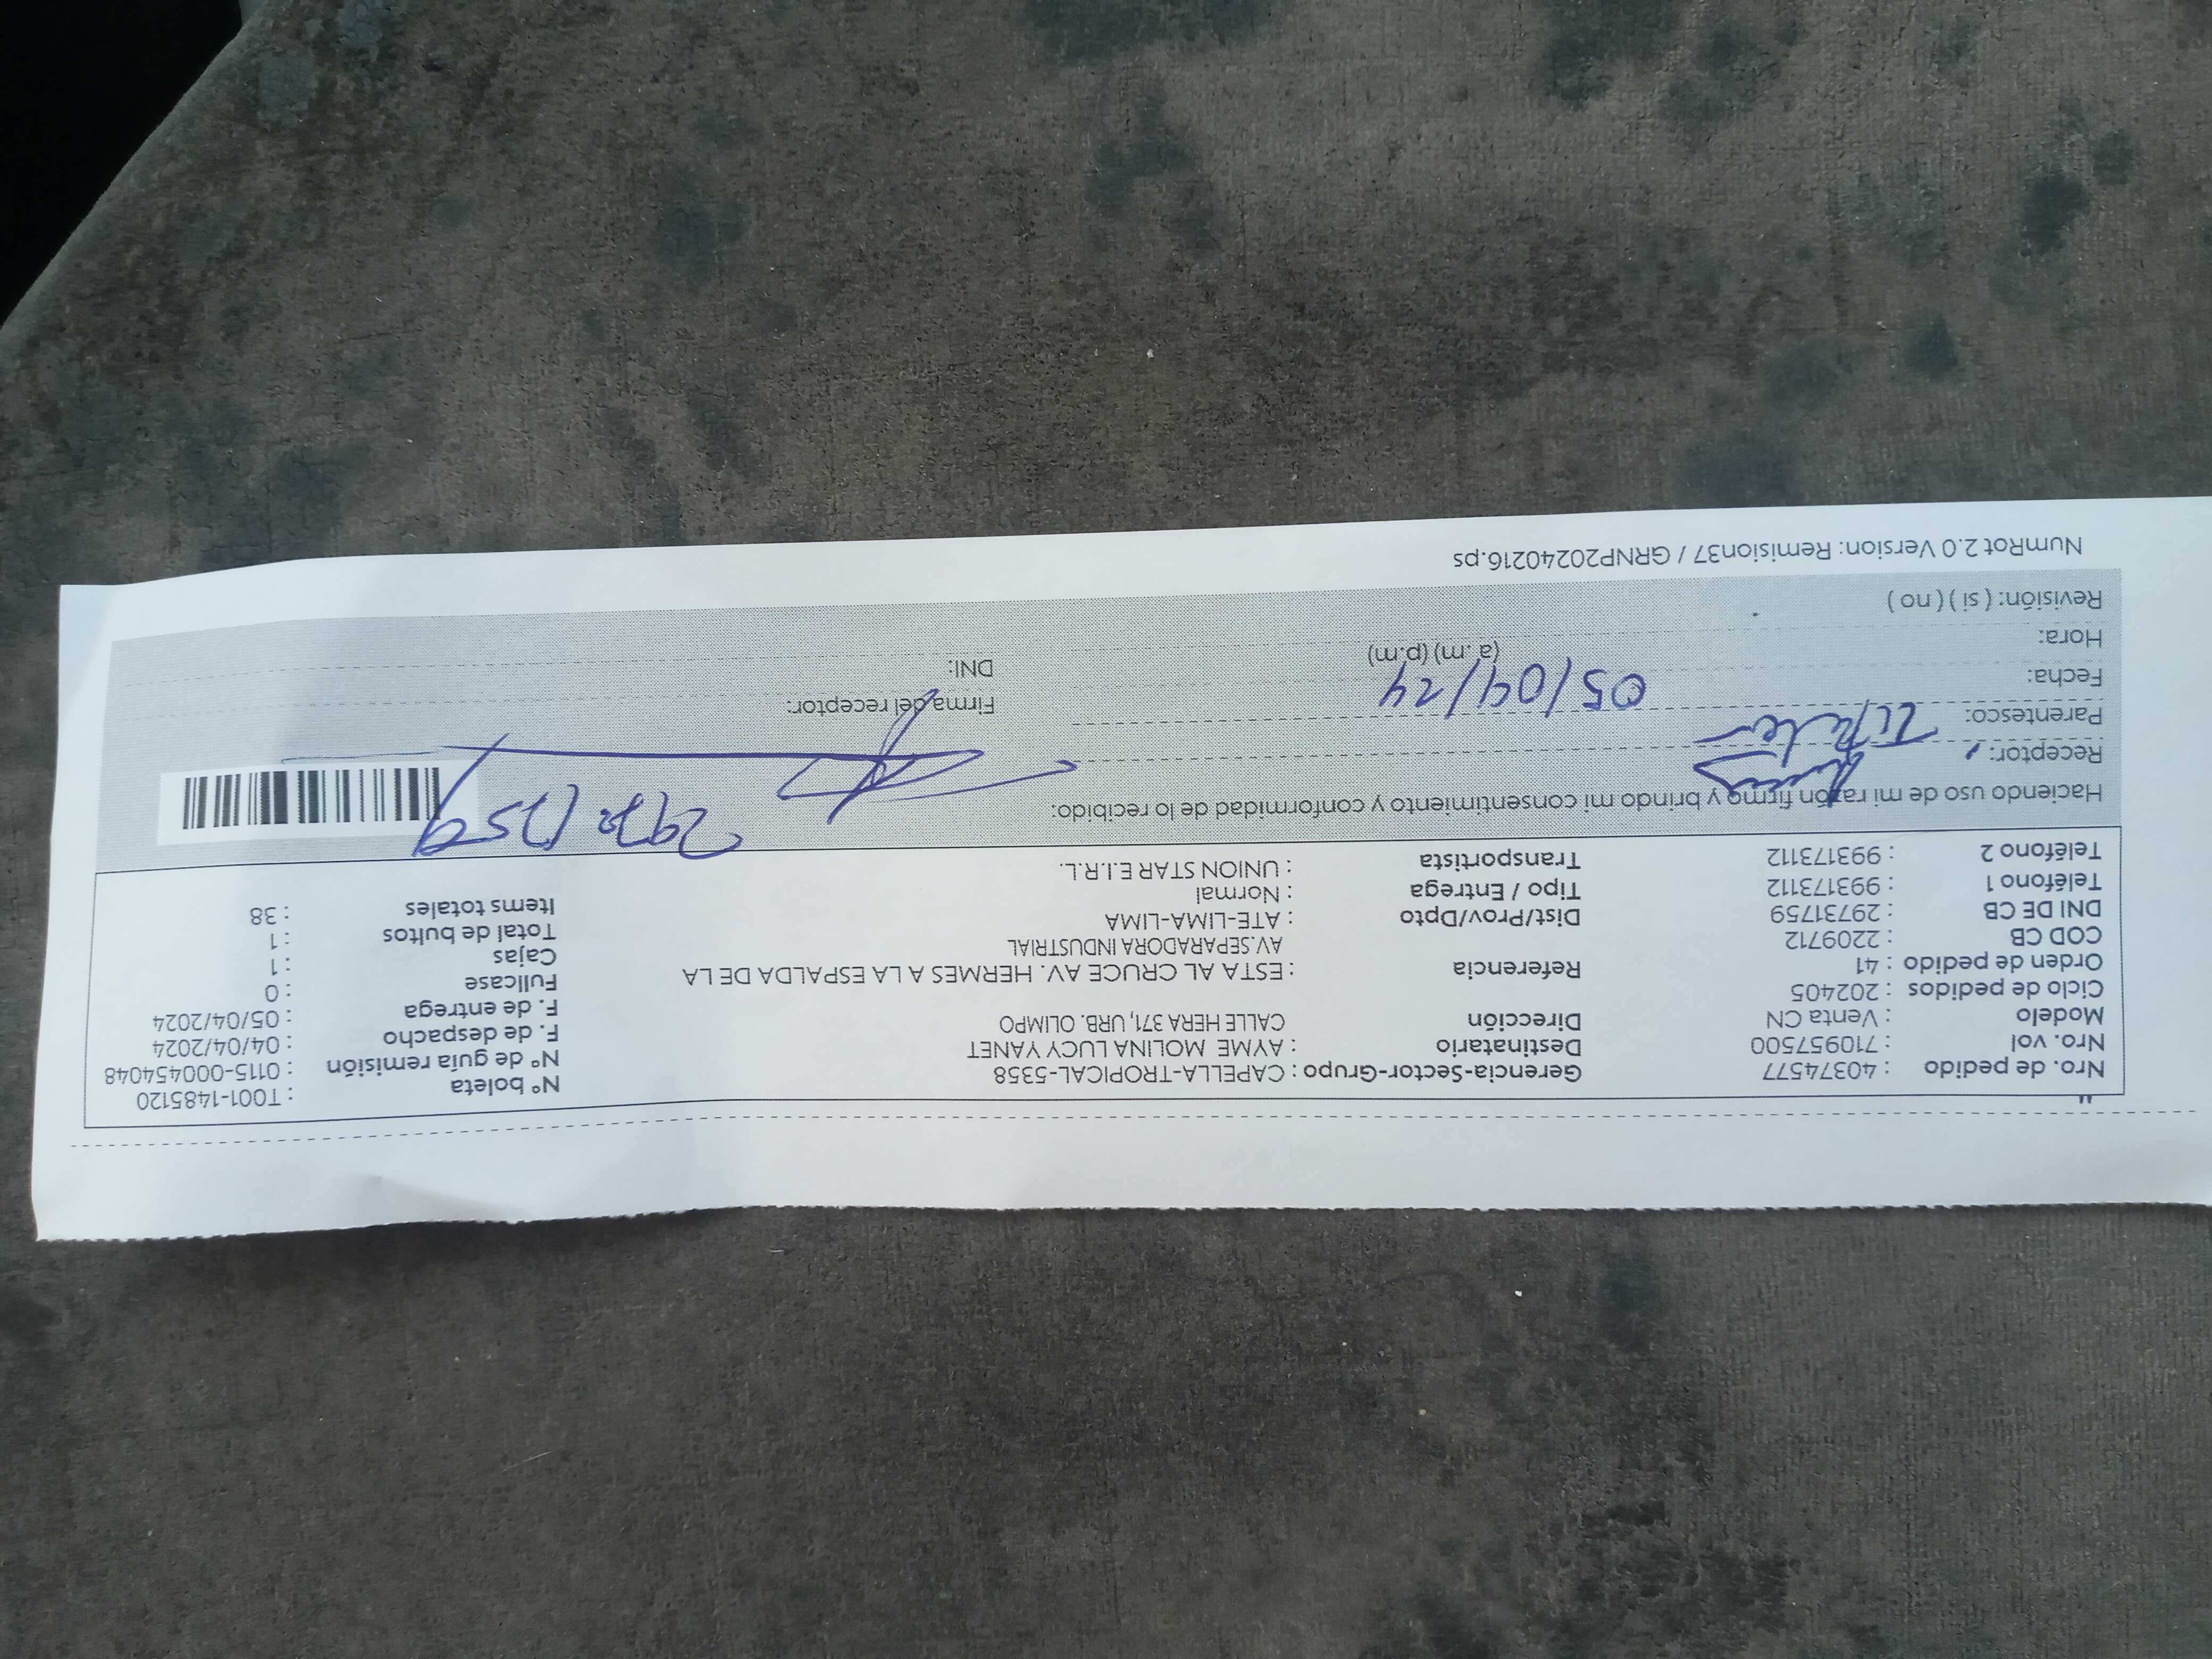 Nro. de pedido : 40374577 Gerencia-Sector-Grupo : CAPELLA-TROPICAL-5358 Nº boleta : T001-1485120
Nro. vol : 710957500 Destinatario : AYME MOLINA LUCY YANET Nº de guía remisión : 0115-000454048
Modelo : Venta CN Dirección CALLE HERA 371, URB. OLIMPO F. de despacho : 04/04/2024
Ciclo de pedidos : 202405 F. de entrega : 05/04/2024
Orden de pedido : 41 Referencia : ESTA AL CRUCE AV. HERMES A LA ESPALDA DE LA Fullcase : 0
COD CB : 2209712 AV.SEPARADORA INDUSTRIAL Cajas : 1
DNI DE CB : 29731759 Dist/Prov/Dpto : ATE-LIMA-LIMA Total de bultos : 1
Teléfono 1 : 993173112 Tipo / Entrega : Normal Items totales : 38
Teléfono 2 : 993173112 Transportista : UNION STAR E.I.R.L.
Haciendo uso de mi razón firmo y brindo mi consentimiento y conformidad de lo recibido:
Receptor:
Parentesco: Titular Firma del receptor:
Fecha: 05/04/24 DNI:
Hora: (a.m) (p.m)
Revisión: ( si ) ( no )
NumRot 2.0 Version: Remision37 / GRNP20240216.ps